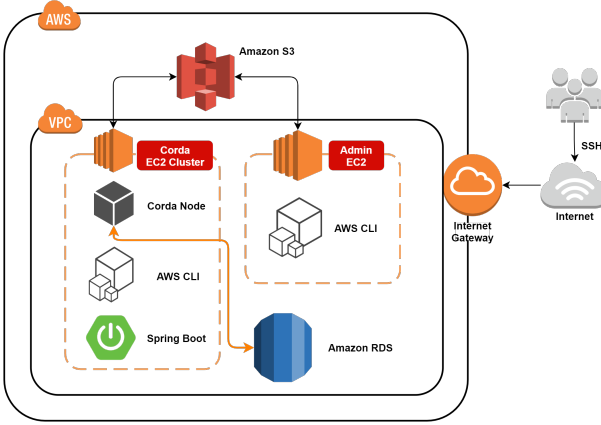 AWS
Amazon S3
VPC
Corda
EC2 Cluster
Admin
EC2
SSH
Corda Node
AWS CLI
Internet
Internet
Gateway
AWS CLI
Spring Boot
Amazon RDS